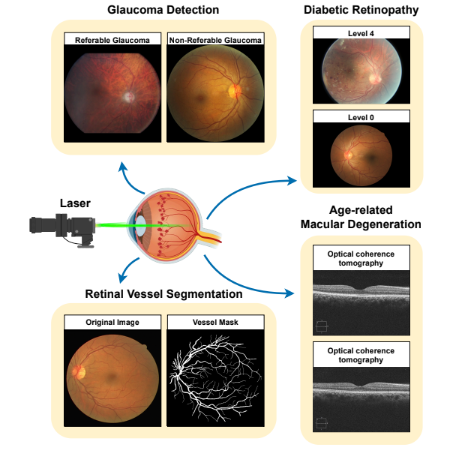 Glaucoma Detection
Referable Glaucoma
Non-Referable Glaucoma
Diabetic Retinopathy
Level 4
Level 0
Laser
Age-related
Macular Degeneration
Optical coherence
tomography
Optical coherence
tomography
Retinal Vessel Segmentation
Original Image
Vessel Mask